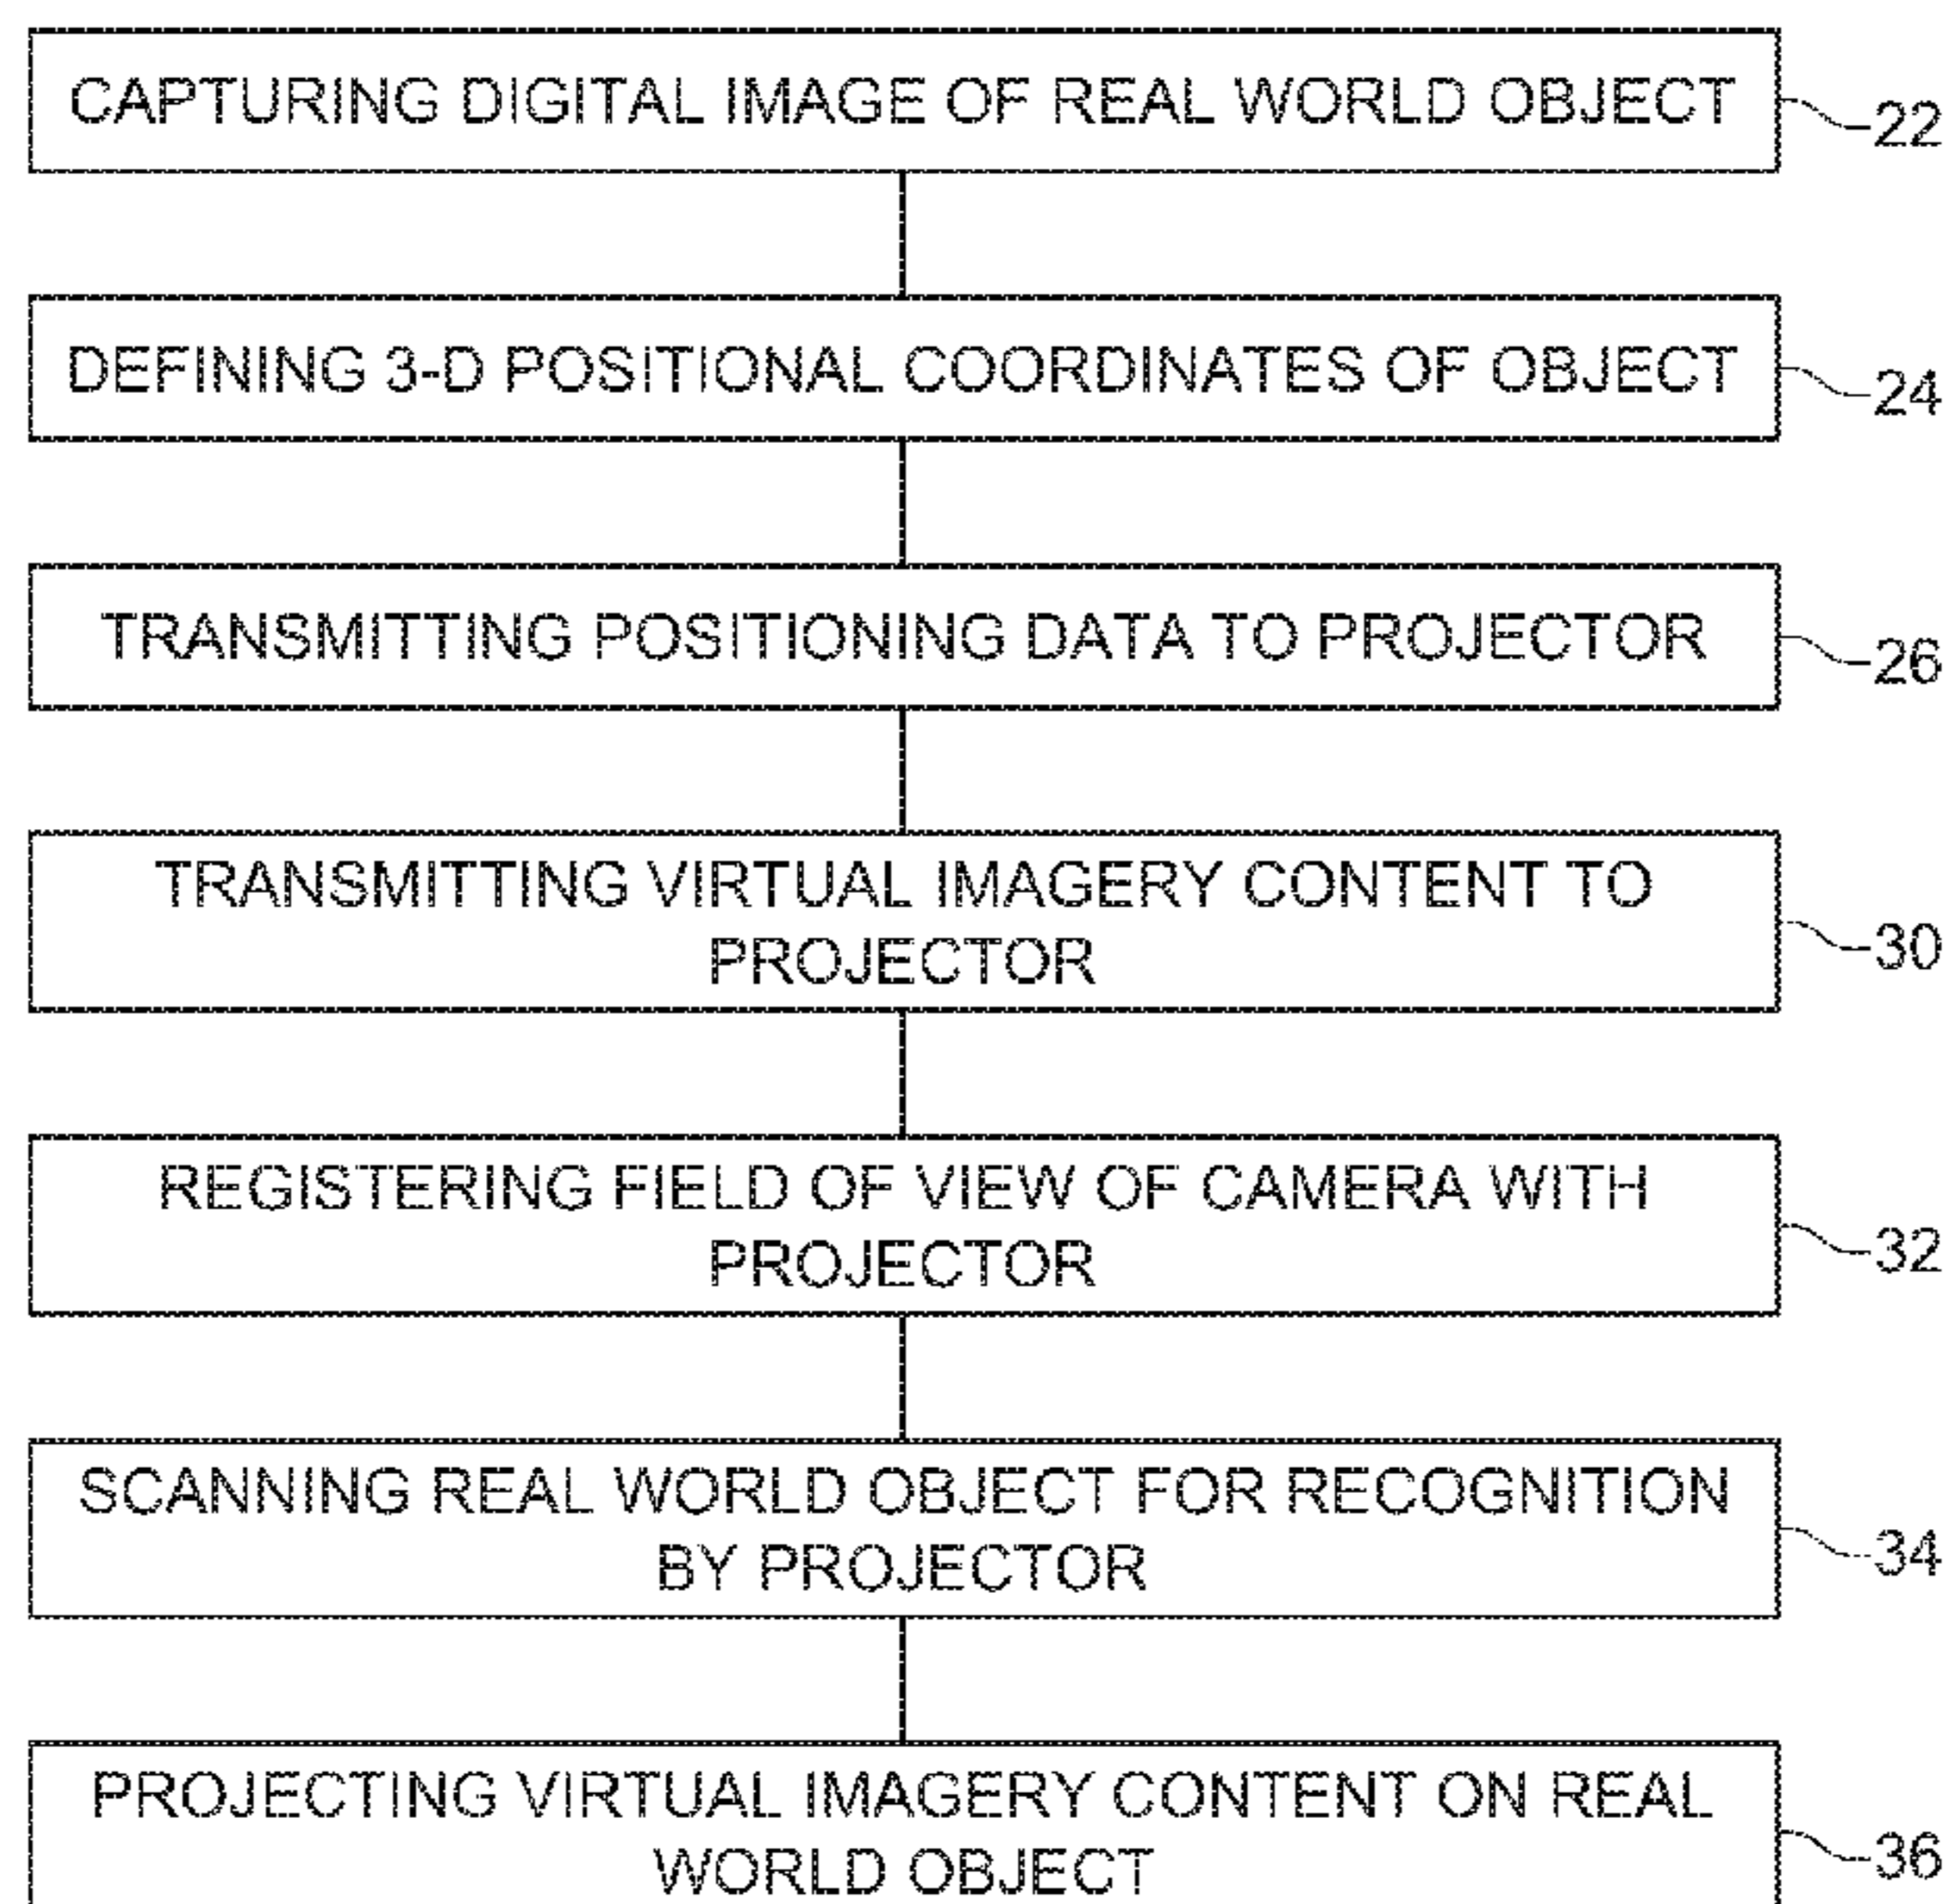 CAPTURING DIGITAL IMAGE OF REAL WORLD OBJECT
22
DEFINING 3-D POSITIONAL COORDINATES OF OBJECT
24
TRANSMITTING POSITIONING DATA TO PROJECTOR
26
TRANSMITTING VIRTUAL IMAGERY CONTENT TO
PROJECTOR
30
REGISTERING FIELD OF VIEW OF CAMERA WITH
PROJECTOR
32
SCANNING REAL WORLD OBJECT FOR RECOGNITION
BY PROJECTOR
34
PROJECTING VIRTUAL IMAGERY CONTENT ON REAL
WORLD OBJECT
36